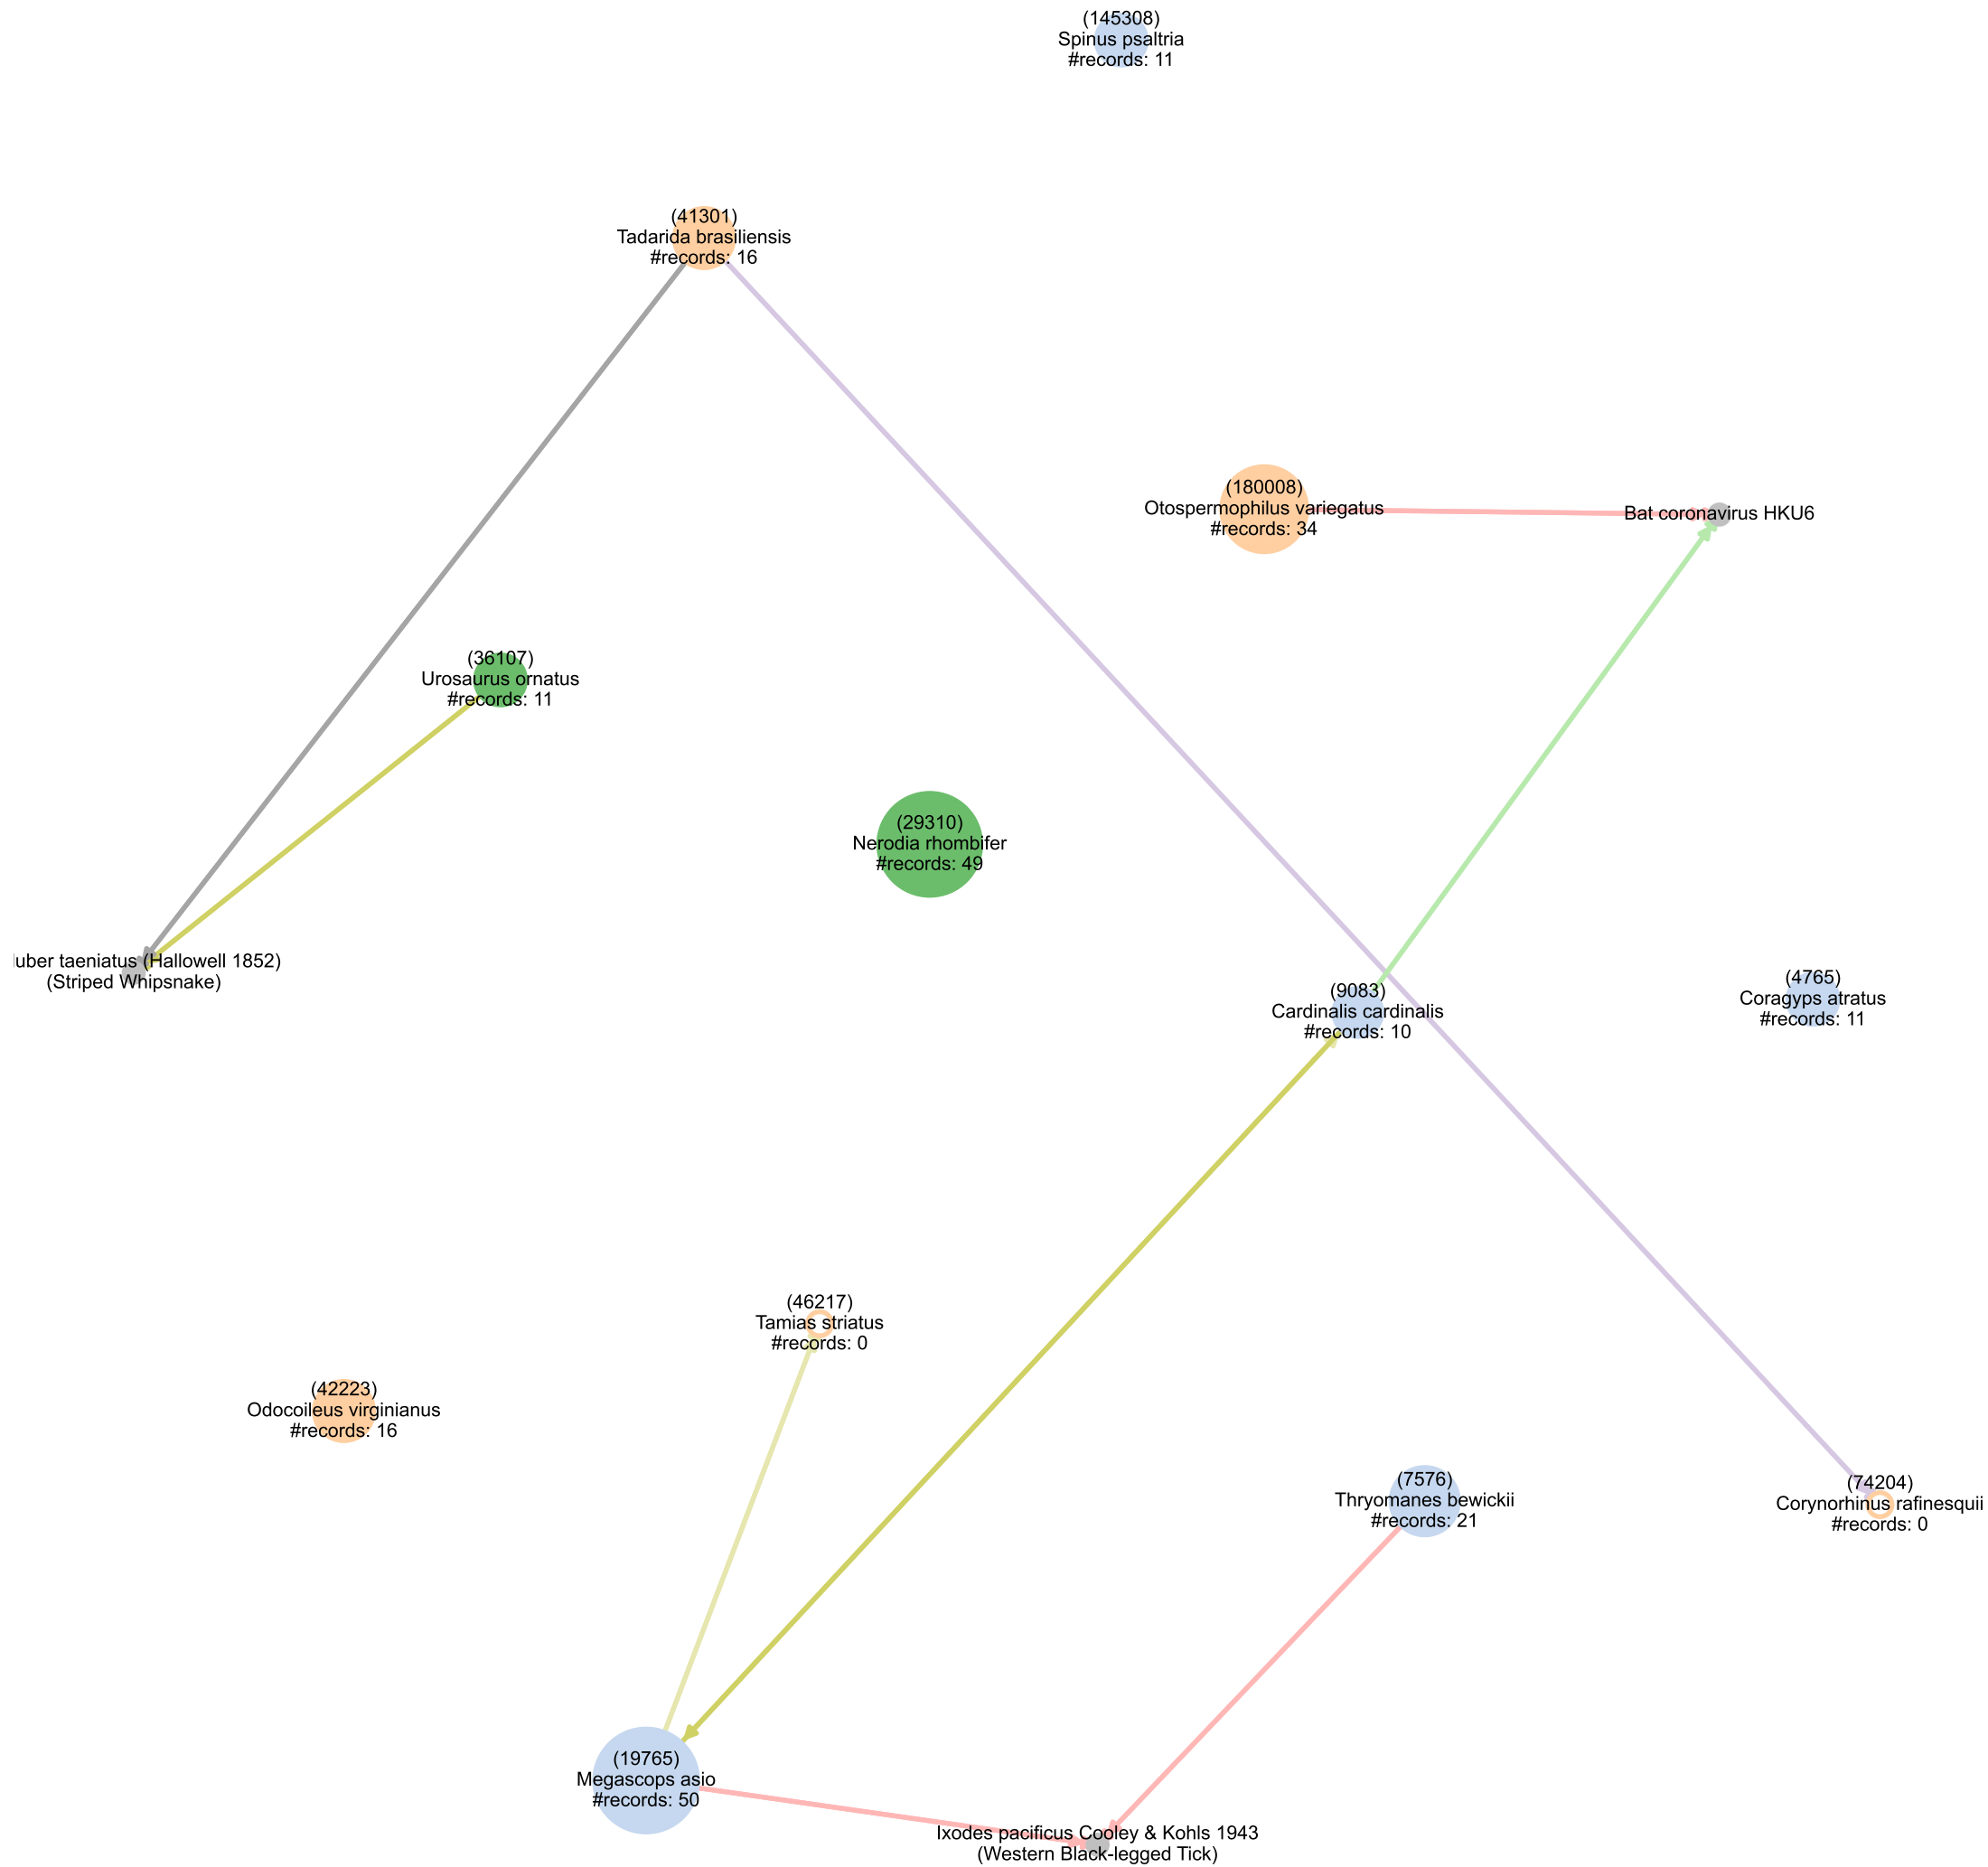 (145308)
Spinus psaltria
#records: 11
(41301)
Tadarida brasiliensis
#records: 16
(180008)
Otospermophilus variegatus
#records: 34
Bat coronavirus HKU6
(36107)
Urosaurus ornatus
#records: 11
(29310)
Nerodia rhombifer
#records: 49
(Hallowell 1852)
taeniatus
(Striped Whipsnake)
(9083)
Cardinalis cardinalis
#records: 10
(4765)
Coragyps atratus
#records: 11
(46217)
Tamias striatus
#records: 0
(42223)
Odocoileus virginianus
#records: 16
(7576)
Thryomanes bewickii
#records: 21
(74204)
Corynorhinus rafinesquii
#records: 0
(19765)
Megascops asio
#records: 50
Ixodes pacificus Cooley & Kohls 1943
(Western Black-legged Tick)